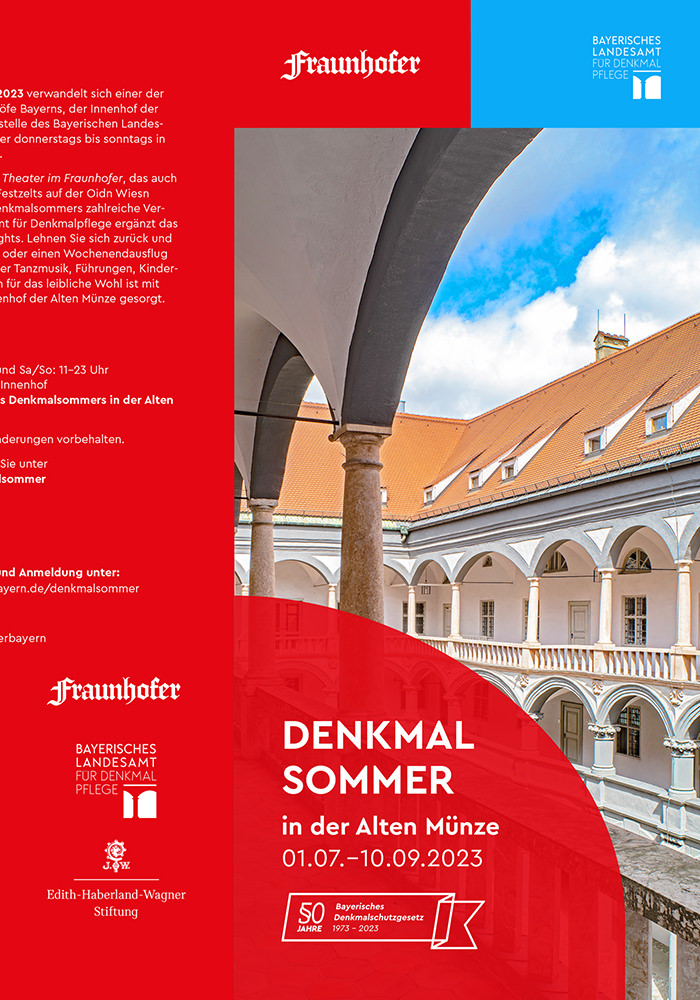 2023 verwandelt sich einer der
öfe Bayerns, der Innenhof der
stelle des Bayerischen Landes-
er donnerstags bis sonntags in
.
Theater im Fraunhofer, das auch
Festzelts auf der Oidn Wiesn
enkmalsommers zahlreiche Ver-
nt für Denkmalpflege ergänzt das
ghts. Lehnen Sie sich zurück und
oder einen Wochenendausflug
er Tanzmusik, Führungen, Kinder-
n für das leibliche Wohl ist mit
enhof der Alten Münze gesorgt.
und Sa/So: 11–23 Uhr
Innenhof
s Denkmalsommers in der Alten
nderungen vorbehalten.
Sie unter
lsommer
und Anmeldung unter:
ayern.de/denkmalsommer
erbayern
Fraunhofer
BAYERISCHES
LANDESAMT
FÜR DENKMAL
PFLEGE
J. W.
Edith-Haberland-Wagner
Stiftung
Fraunhofer
BAYERISCHES
LANDESAMT
FÜR DENKMAL
PFLEGE
DENKMAL
SOMMER
in der Alten Münze
01.07.–10.09.2023
§50
JAHRE
Bayerisches
Denkmalschutzgesetz
1973 – 2023